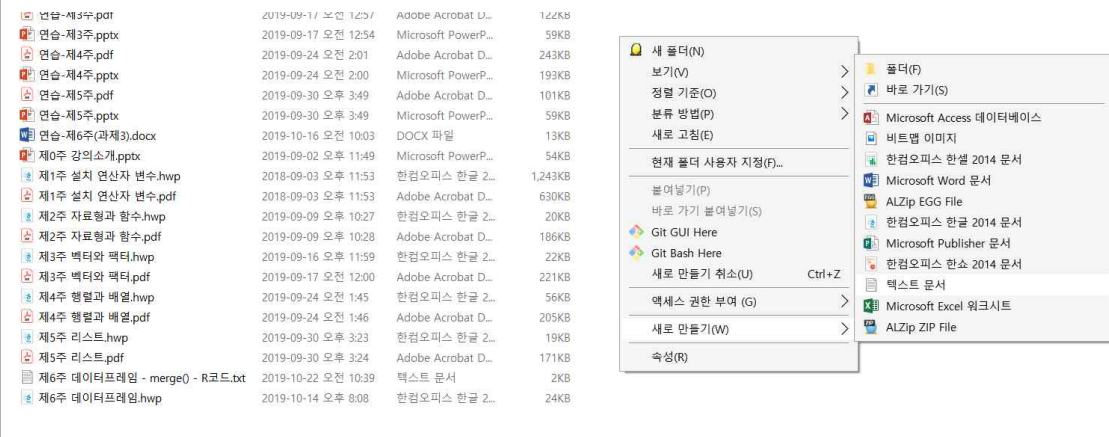 연습-제3주.pdf 2019-09-17 오전 12:57 Adobe Acrobat D... 122KB
연습-제3주.pptx 2019-09-17 오전 12:54 Microsoft PowerP... 59KB
연습-제4주.pdf 2019-09-24 오전 2:01 Adobe Acrobat D... 243KB
연습-제4주.pptx 2019-09-24 오전 2:00 Microsoft PowerP... 193KB
연습-제5주.pdf 2019-09-30 오후 3:49 Adobe Acrobat D... 101KB
연습-제5주.pptx 2019-09-30 오후 3:49 Microsoft PowerP... 59KB
연습-제6주(과제3).docx 2019-10-16 오전 10:03 DOCX 파일 13KB
제0주 강의소개.pptx 2019-09-02 오후 11:49 Microsoft PowerP... 54KB
제1주 설치 연산자 변수.hwp 2018-09-03 오후 11:53 한컴오피스 한글 2... 1,243KB
제1주 설치 연산자 변수.pdf 2018-09-03 오후 11:53 Adobe Acrobat D... 630KB
제2주 자료형과 함수.hwp 2019-09-09 오후 10:27 한컴오피스 한글 2... 20KB
제2주 자료형과 함수.pdf 2019-09-09 오후 10:28 Adobe Acrobat D... 186KB
제3주 벡터와 팩터.hwp 2019-09-16 오후 11:59 한컴오피스 한글 2... 22KB
제3주 벡터와 팩터.pdf 2019-09-17 오전 12:00 Adobe Acrobat D... 221KB
제4주 행렬과 배열.hwp 2019-09-24 오전 1:45 한컴오피스 한글 2... 56KB
제4주 행렬과 배열.pdf 2019-09-24 오전 1:46 Adobe Acrobat D... 205KB
제5주 리스트.hwp 2019-09-30 오후 3:23 한컴오피스 한글 2... 19KB
제5주 리스트.pdf 2019-09-30 오후 3:24 Adobe Acrobat D... 171KB
제6주 데이터프레임 - merge() - R코드.txt 2019-10-22 오전 10:39 텍스트 문서 2KB
제6주 데이터프레임.hwp 2019-10-14 오후 8:08 한컴오피스 한글 2... 24KB
새 폴더(N)
보기(V)
정렬 기준(O)
분류 방법(P)
새로 고침(E)
현재 폴더 사용자 지정(F)...
붙여넣기(P)
바로 가기 붙여넣기(S)
Git GUI Here
Git Bash Here
새로 만들기 취소(U) Ctrl+Z
액세스 권한 부여 (G)
새로 만들기(W)
속성(R)
폴더(F)
바로 가기(S)
Microsoft Access 데이터베이스
비트맵 이미지
한컴오피스 한셀 2014 문서
Microsoft Word 문서
ALZip EGG File
한컴오피스 한글 2014 문서
Microsoft Publisher 문서
한컴오피스 한쇼 2014 문서
텍스트 문서
Microsoft Excel 워크시트
ALZip ZIP File